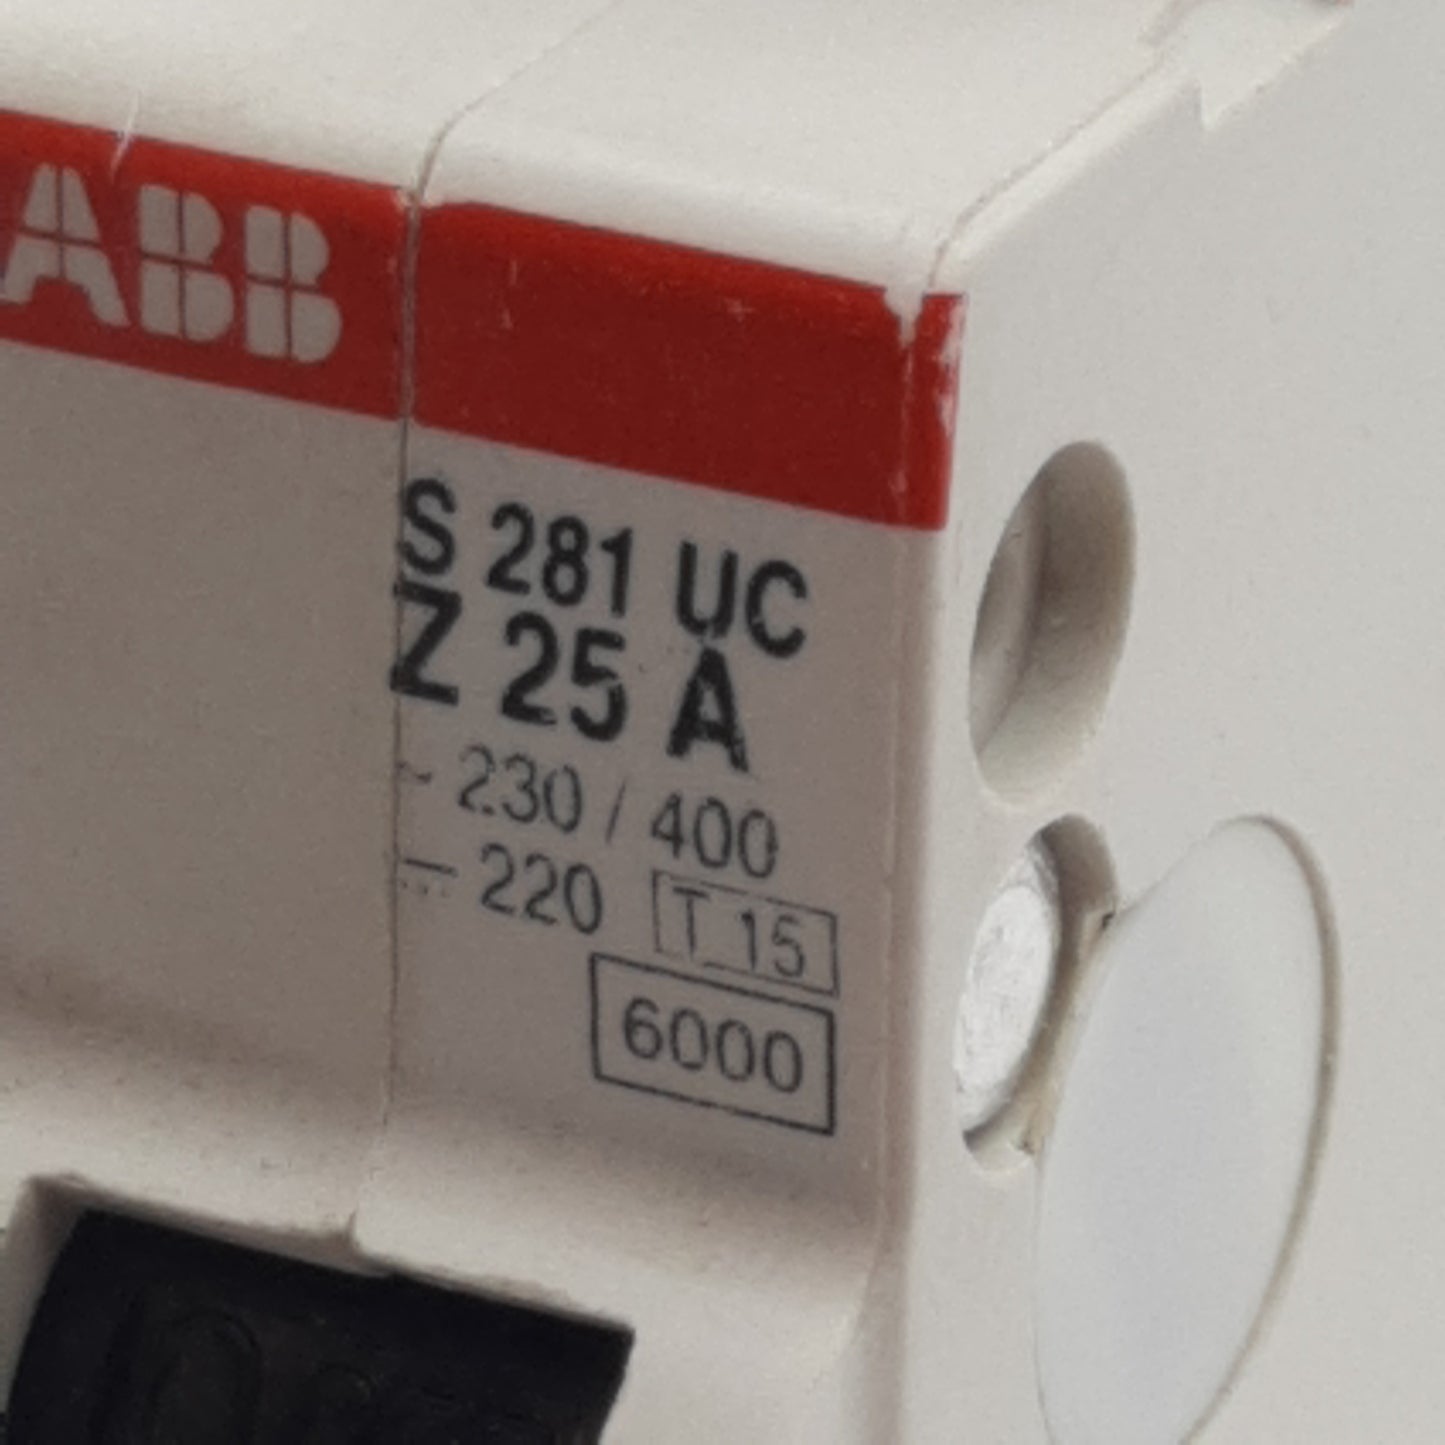 ABB
S 281 UC
Z 25 A
~ 230 / 400
⎓ 220 T 15
6000